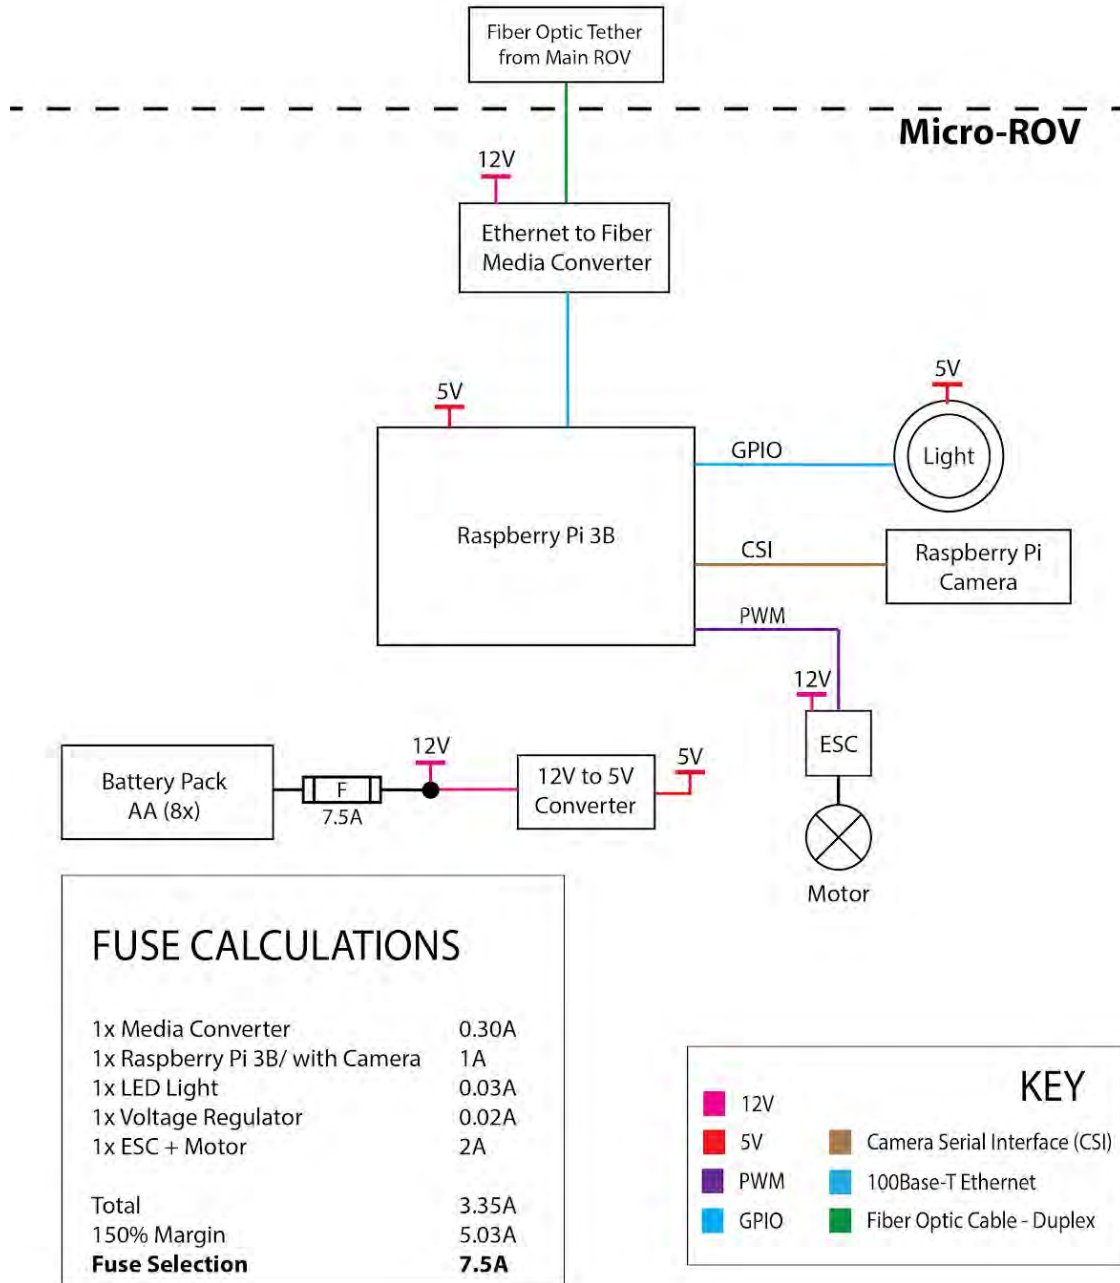 Fiber Optic Tether
from Main ROV
Micro-ROV
12V
Ethernet to Fiber
Media Converter
5V
5V
Light
GPIO
Raspberry Pi 3B
CSI
Raspberry Pi
Camera
PWM
12V
ESC
Motor
Battery Pack
AA (8x)
F
7.5A
12V
12V to 5V
Converter
5V
FUSE CALCULATIONS
1x Media Converter 0.30A
1x Raspberry Pi 3B/ with Camera 1A
1x LED Light 0.03A
1x Voltage Regulator 0.02A
1x ESC + Motor 2A
Total 3.35A
150% Margin 5.03A
Fuse Selection 7.5A
KEY
12V
5V
PWM
GPIO
Camera Serial Interface (CSI)
100Base-T Ethernet
Fiber Optic Cable - Duplex